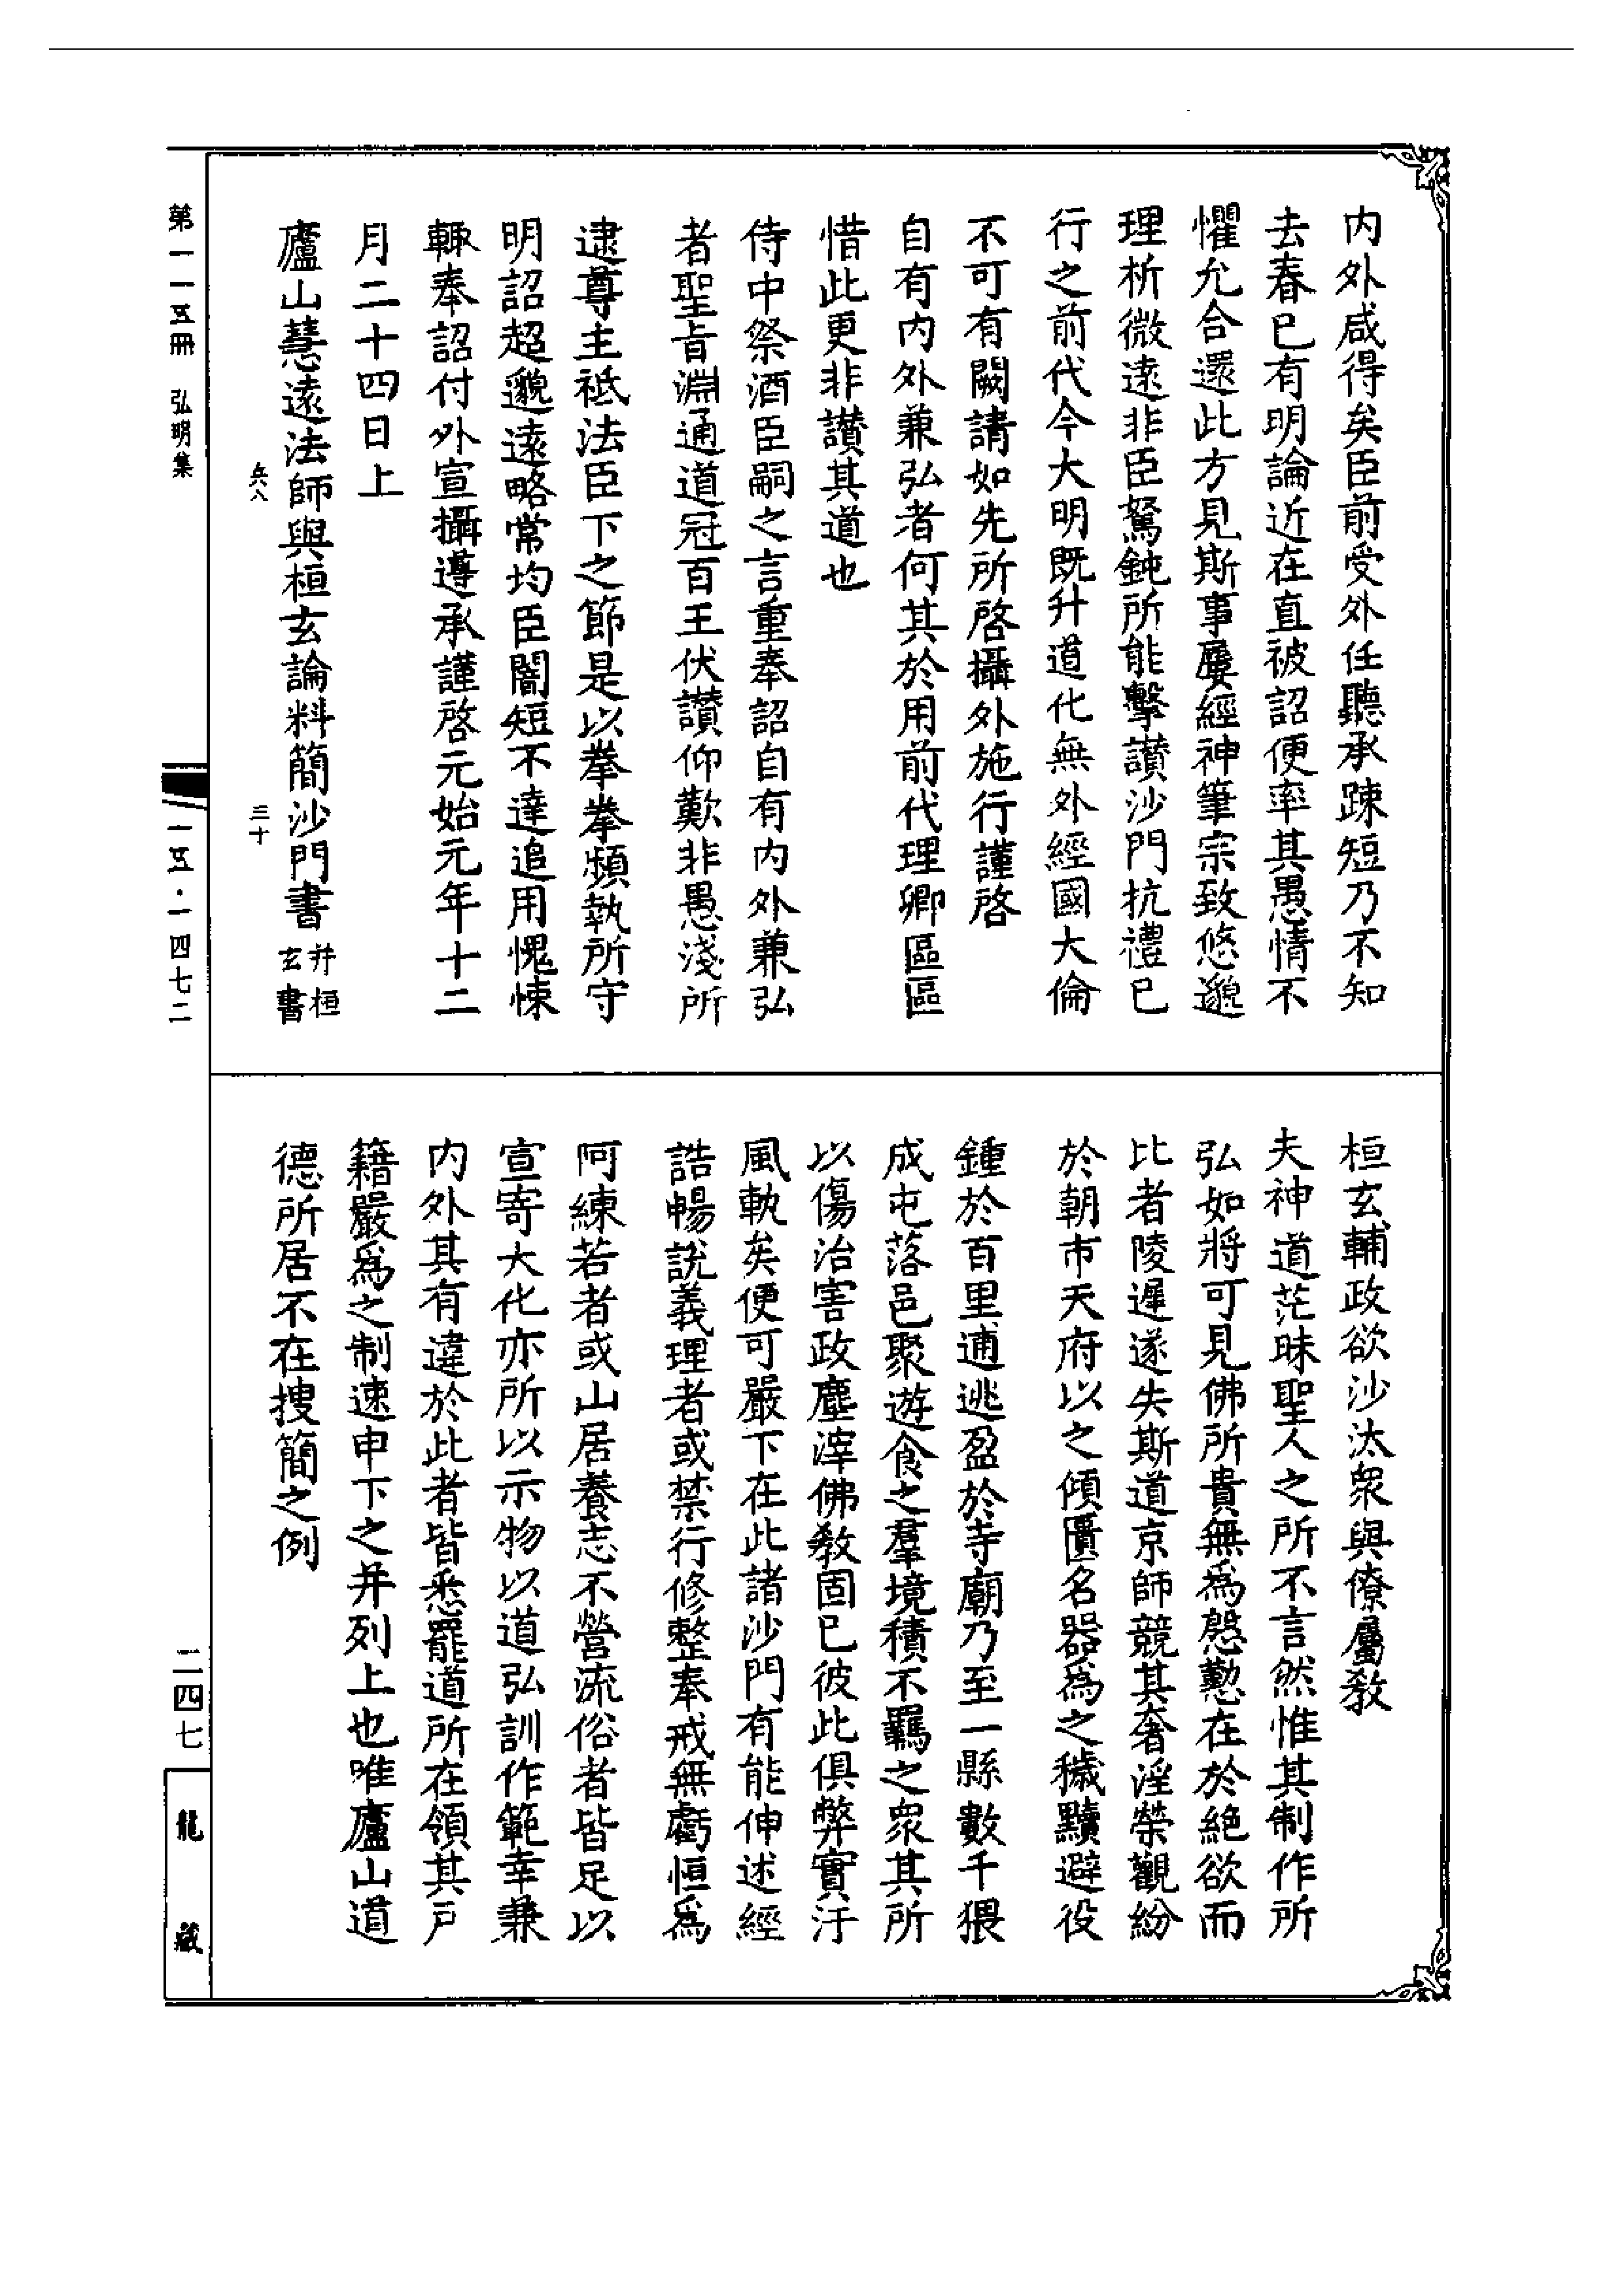 内外咸得矣臣前受外任聽承疎短乃不知
去春已有明論近在直被詔便率其愚情不
懼允合還此方見斯事屢經神筆宗致悠邈
理析微遠非臣駑鈍所能擊讃沙門抗禮已
行之前代今大明既升道化無外經國大倫
不可有闕請如先所啓攝外施行謹啓
自有内外兼弘者何其於用前代理卿區區
惜此更非讃其道也
侍中祭酒臣嗣之言重奉詔自有内外兼弘
者聖旨淵通道冠百王伏讃仰歎非愚淺所
逮尊主祗法臣下之節是以拳拳頻執所守
明詔超邈遠略常均臣闇短不達追用愧悚
輙奉詔付外宣攝遵承謹啓元始元年十二
月二十四日上
廬山慧遠法師與桓玄論料簡沙門書并桓玄書
兵八
三十
桓玄輔政欲沙汰衆與僚屬敎
夫神道茫昧聖人之所不言然惟其制作所
弘如將可見佛所貴無爲慇懃在於絶欲而
比者陵遲遂失斯道京師競其奢淫榮觀紛
於朝市天府以之傾匱名器爲之穢黷避役
鍾於百里逋逃盈於寺廟乃至一縣數千猥
成屯落邑聚遊食之羣境積不羈之衆其所
以傷治害政塵滓佛敎固已彼此俱弊實汙
風軌矣便可嚴下在此諸沙門有能伸述經
誥暢說義理者或禁行修整奉戒無虧恒爲
阿練若者或山居養志不營流俗者皆足以
宣寄大化亦所以示物以道弘訓作範幸兼
内外其有違於此者皆悉罷道所在領其户
籍嚴爲之制速申下之并列上也唯廬山道
德所居不在搜簡之例
第一一五冊 弘明集
一五·一四七二
二四七
龍藏